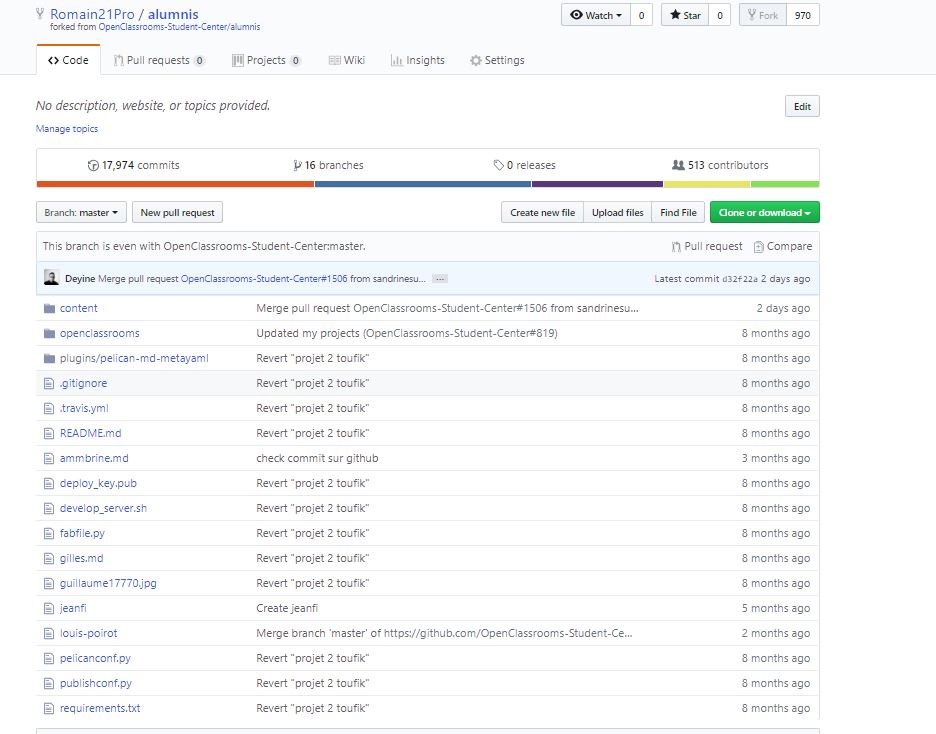 Romain21Pro / alumnis
Watch 0 Star 0 Fork 970
forked from OpenClassrooms-Student-Center/alumnis
Code Pull requests 0 Projects 0 Wiki Insights Settings
No description, website, or topics provided.
Edit
Manage topics
17,974 commits 16 branches 0 releases 513 contributors
Branch: master New pull request Create new file Upload files Find File Clone or download
This branch is even with OpenClassrooms-Student-Center:master. Pull request Compare
Deyine Merge pull request OpenClassrooms-Student-Center#1506 from sandrinesu... ... Latest commit d32f22a 2 days ago
content Merge pull request OpenClassrooms-Student-Center#1506 from sandrinesu... 2 days ago
openclassrooms Updated my projects (OpenClassrooms-Student-Center#819) 8 months ago
plugins/pelican-md-metayaml Revert "projet 2 toufik" 8 months ago
.gitignore Revert "projet 2 toufik" 8 months ago
.travis.yml Revert "projet 2 toufik" 8 months ago
README.md Revert "projet 2 toufik" 8 months ago
ammbrine.md check commit sur github 3 months ago
deploy_key.pub Revert "projet 2 toufik" 8 months ago
develop_server.sh Revert "projet 2 toufik" 8 months ago
fabfile.py Revert "projet 2 toufik" 8 months ago
gilles.md Revert "projet 2 toufik" 8 months ago
guillaume17770.jpg Revert "projet 2 toufik" 8 months ago
jeanfi Create jeanfi 5 months ago
louis-poirot Merge branch 'master' of https://github.com/OpenClassrooms-Student-Ce... 2 months ago
pelicanconf.py Revert "projet 2 toufik" 8 months ago
publishconf.py Revert "projet 2 toufik" 8 months ago
requirements.txt Revert "projet 2 toufik" 8 months ago